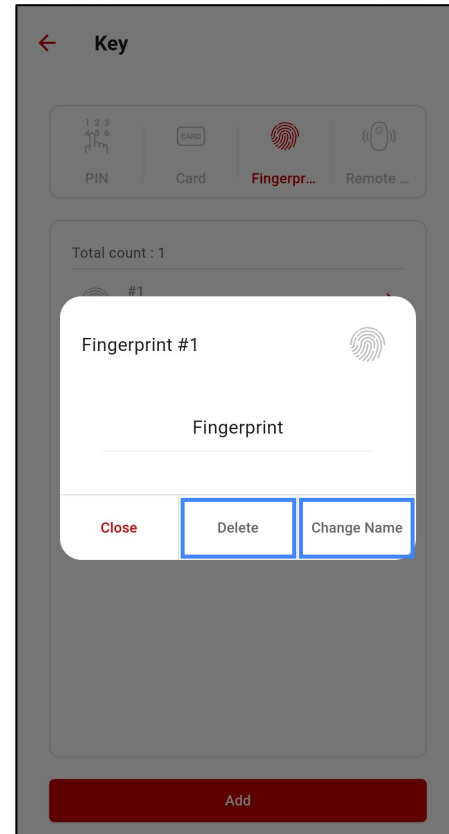 Key
1 2 3
4 5 6
CARD
PIN
Card
Fingerpr...
Remote ...
Total count : 1
#1
Fingerprint #1
Fingerprint
Close
Delete
Change Name
Add